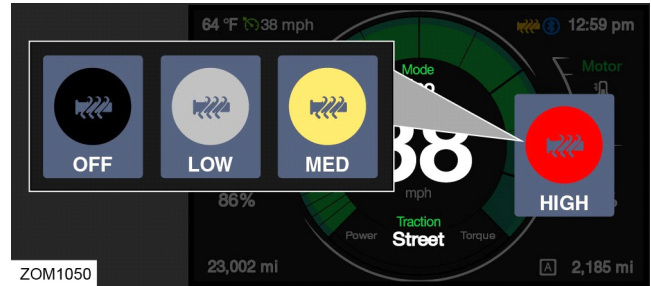 64 °F 38 mph 12:59 pm
Motor
Mode
OFF LOW MED
HIGH
86%
mph
Traction
Power Street Torque
23,002 mi A 2,185 mi
ZOM1050